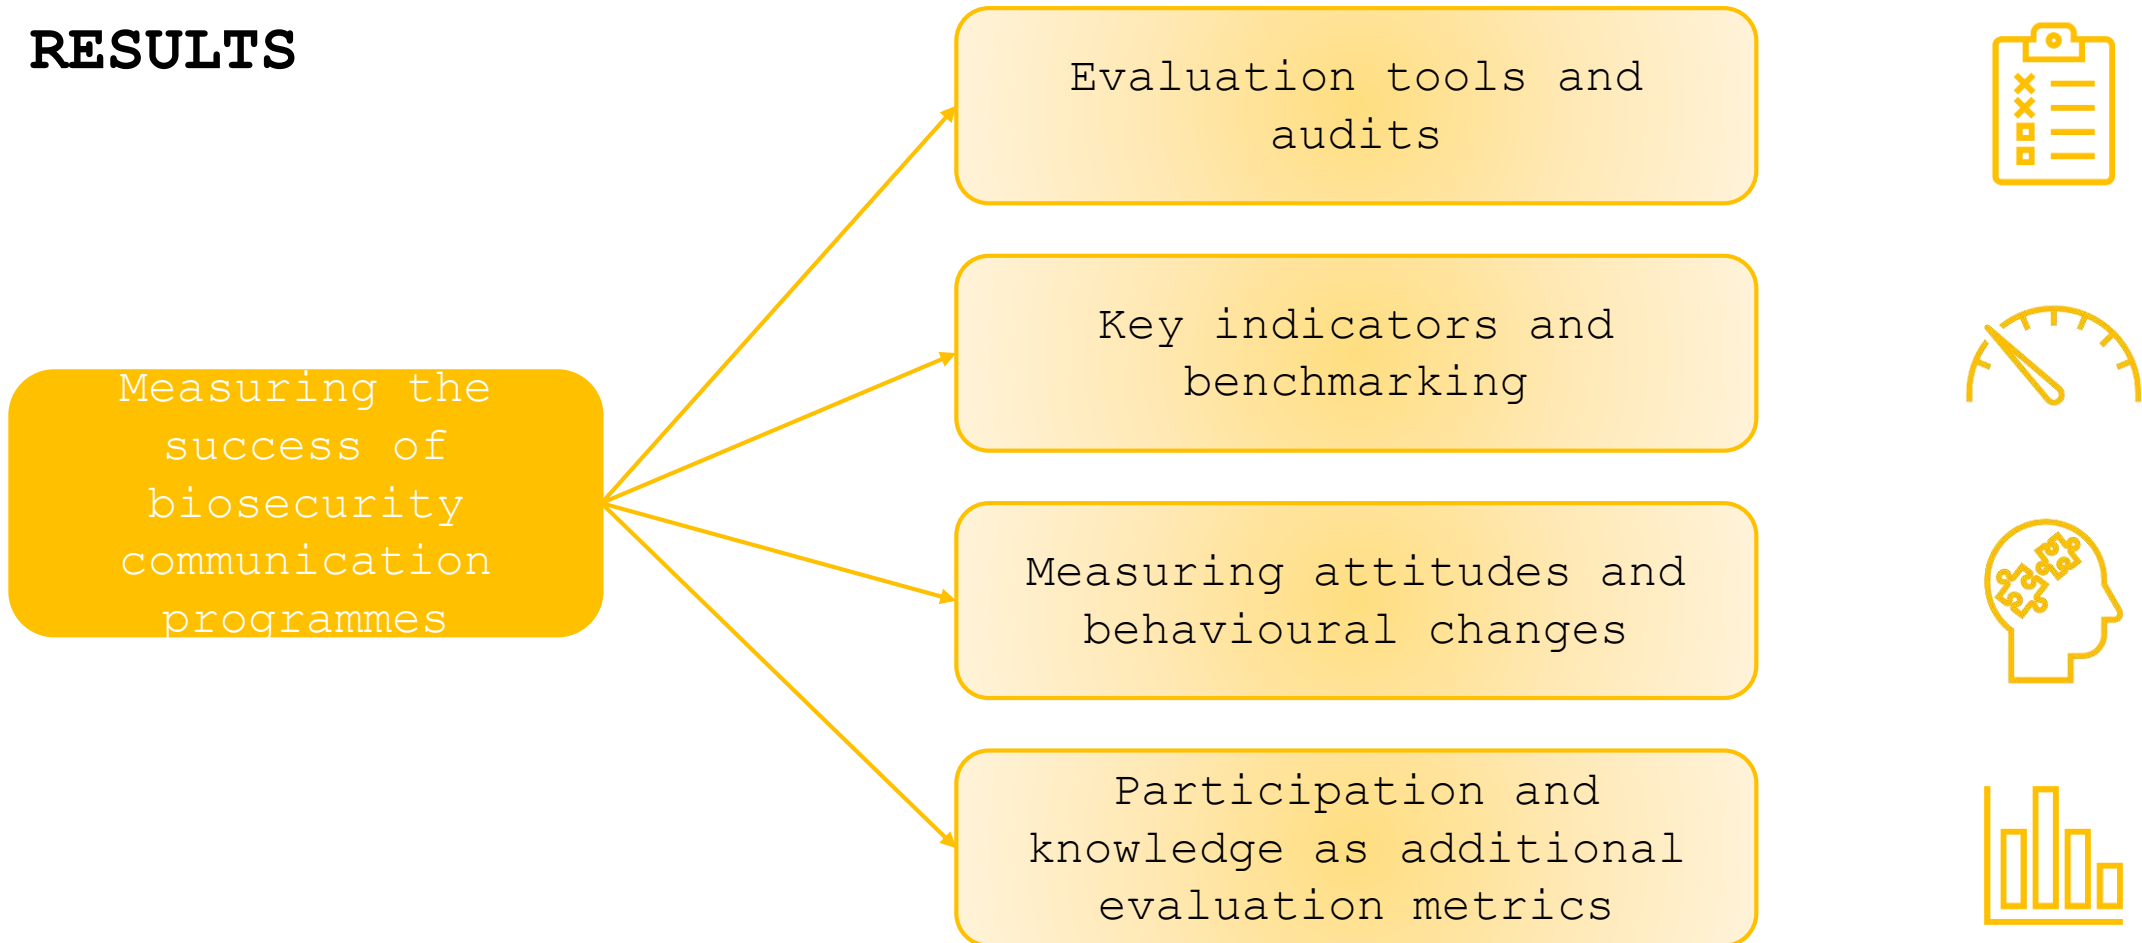 RESULTS
Measuring the
success of
biosecurity
communication
programmes
Evaluation tools and
audits
Key indicators and
benchmarking
Measuring attitudes and
behavioural changes
Participation and
knowledge as additional
evaluation metrics